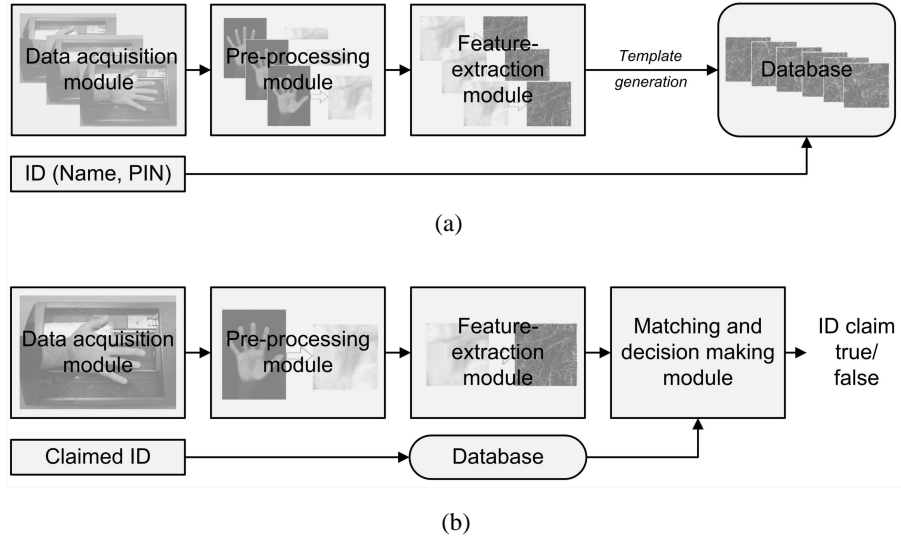 Data acquisition
module
Pre-processing
module
Feature-
extraction
module
Template
generation
Database
ID (Name, PIN)
(a)
Data acquisition
module
Pre-processing
module
Feature-
extraction
module
Matching and
decision making
module
ID claim
true/
false
Claimed ID
Database
(b)